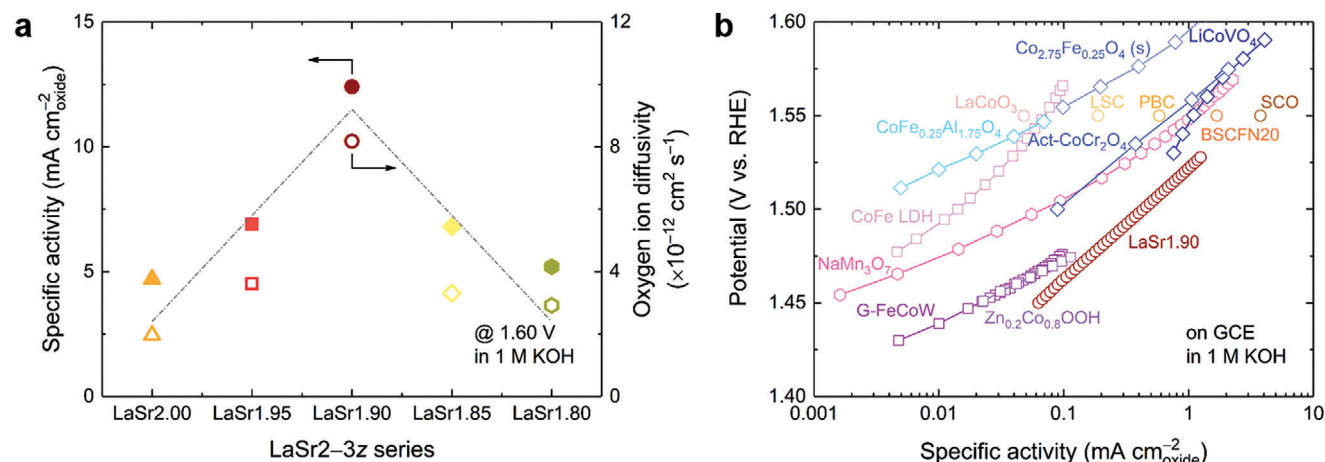 a
15
10
5
0
Specific activity (mA cm⁻²oxide)
12
8
4
0
Oxygen ion diffusivity
(×10⁻¹² cm² s⁻¹)
@ 1.60 V
in 1 M KOH
LaSr2.00 LaSr1.95 LaSr1.90 LaSr1.85 LaSr1.80
LaSr2–3z series
b
1.60
1.55
1.50
1.45
1.40
Potential (V vs. RHE)
Co₂.₇₅Fe₀.₂₅O₄ (s)
LiCoVO₄
LaCoO₃
LSC
PBC
SCO
CoFe₀.₂₅Al₁.₇₅O₄
Act-CoCr₂O₄
BSCFN20
CoFe LDH
LaSr1.90
NaMn₃O₇
G-FeCoW
Zn₀.₂Co₀.₈OOH
on GCE
in 1 M KOH
0.001 0.01 0.1 1 10
Specific activity (mA cm⁻²oxide)